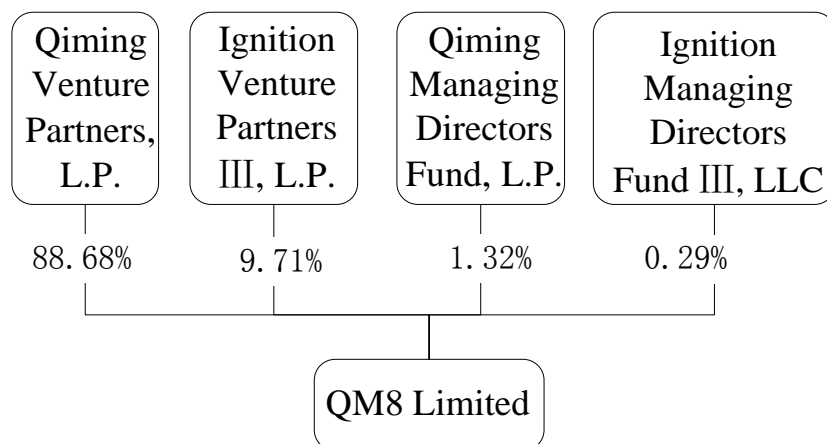 Qiming
Venture
Partners,
L.P.
Ignition
Venture
Partners
III, L.P.
Qiming
Managing
Directors
Fund, L.P.
Ignition
Managing
Directors
Fund III, LLC
88.68%
9.71%
1.32%
0.29%
QM8 Limited